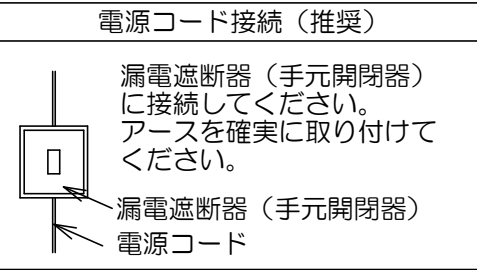 電源コード接続（推奨）
漏電遮断器（手元開閉器）
に接続してください。
アースを確実に取り付けて
ください。
漏電遮断器（手元開閉器）
電源コード